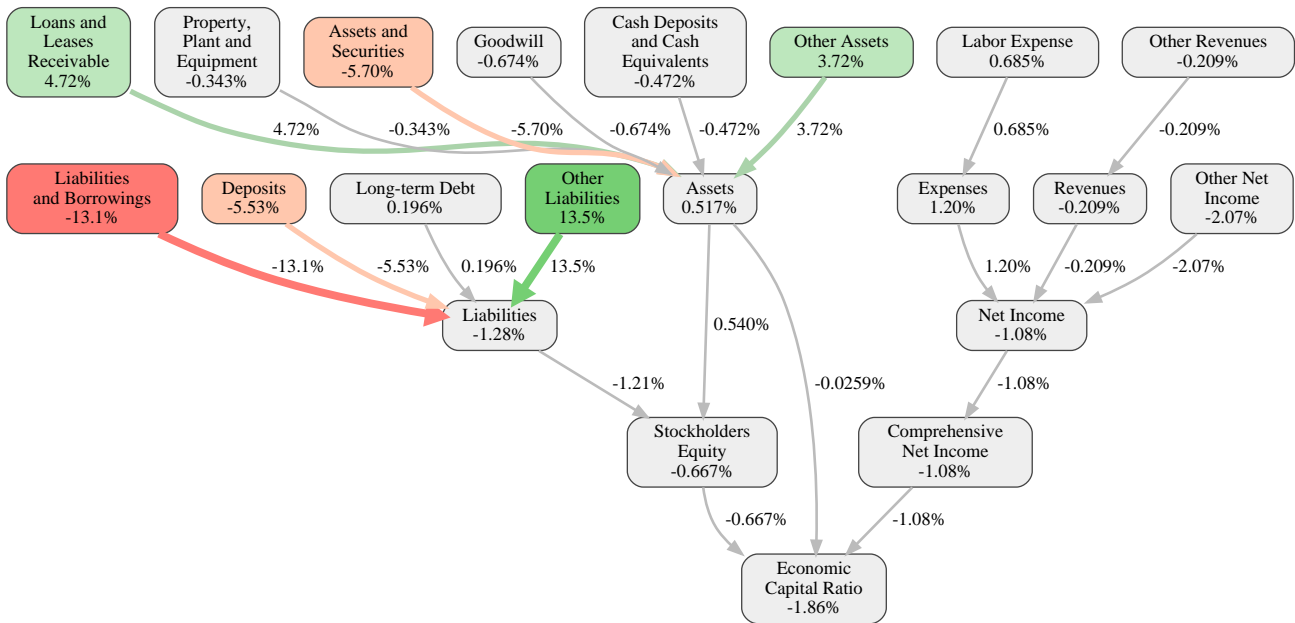 Loans and
Leases
Receivable
4.72%
Property,
Plant and
Equipment
-0.343%
Assets and
Securities
-5.70%
Goodwill
-0.674%
Cash Deposits
and Cash
Equivalents
-0.472%
Other Assets
3.72%
Labor Expense
0.685%
Other Revenues
-0.209%
4.72%
-0.343%
-5.70%
-0.674%
-0.472%
3.72%
0.685%
-0.209%
Liabilities
and Borrowings
-13.1%
Deposits
-5.53%
Long-term Debt
0.196%
Other
Liabilities
13.5%
Assets
0.517%
Expenses
1.20%
Revenues
-0.209%
Other Net
Income
-2.07%
-13.1%
-5.53%
0.196%
13.5%
1.20%
-0.209%
-2.07%
Liabilities
-1.28%
0.540%
Net Income
-1.08%
-1.21%
-0.0259%
-1.08%
Stockholders
Equity
-0.667%
Comprehensive
Net Income
-1.08%
-0.667%
-1.08%
Economic
Capital Ratio
-1.86%